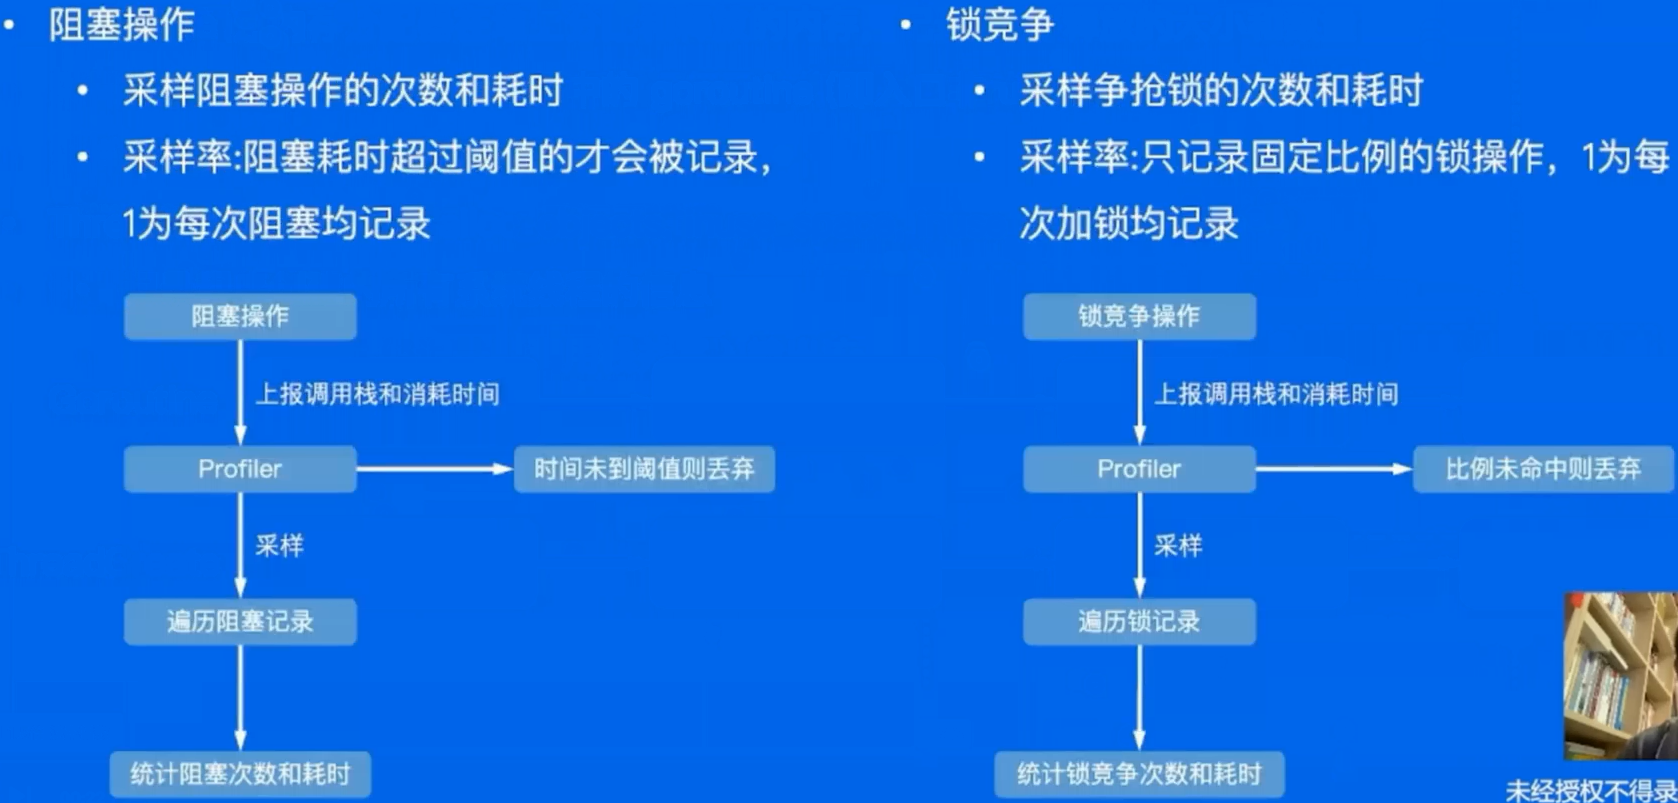 阻塞操作
采样阻塞操作的次数和耗时
采样率:阻塞耗时超过阈值的才会被记录，
1为每次阻塞均记录
阻塞操作
上报调用栈和消耗时间
Profiler
时间未到阈值则丢弃
采样
遍历阻塞记录
统计阻塞次数和耗时
锁竞争
采样争抢锁的次数和耗时
采样率:只记录固定比例的锁操作，1为每
次加锁均记录
锁竞争操作
上报调用栈和消耗时间
Profiler
比例未命中则丢弃
采样
遍历锁记录
统计锁竞争次数和耗时
未经授权不得录